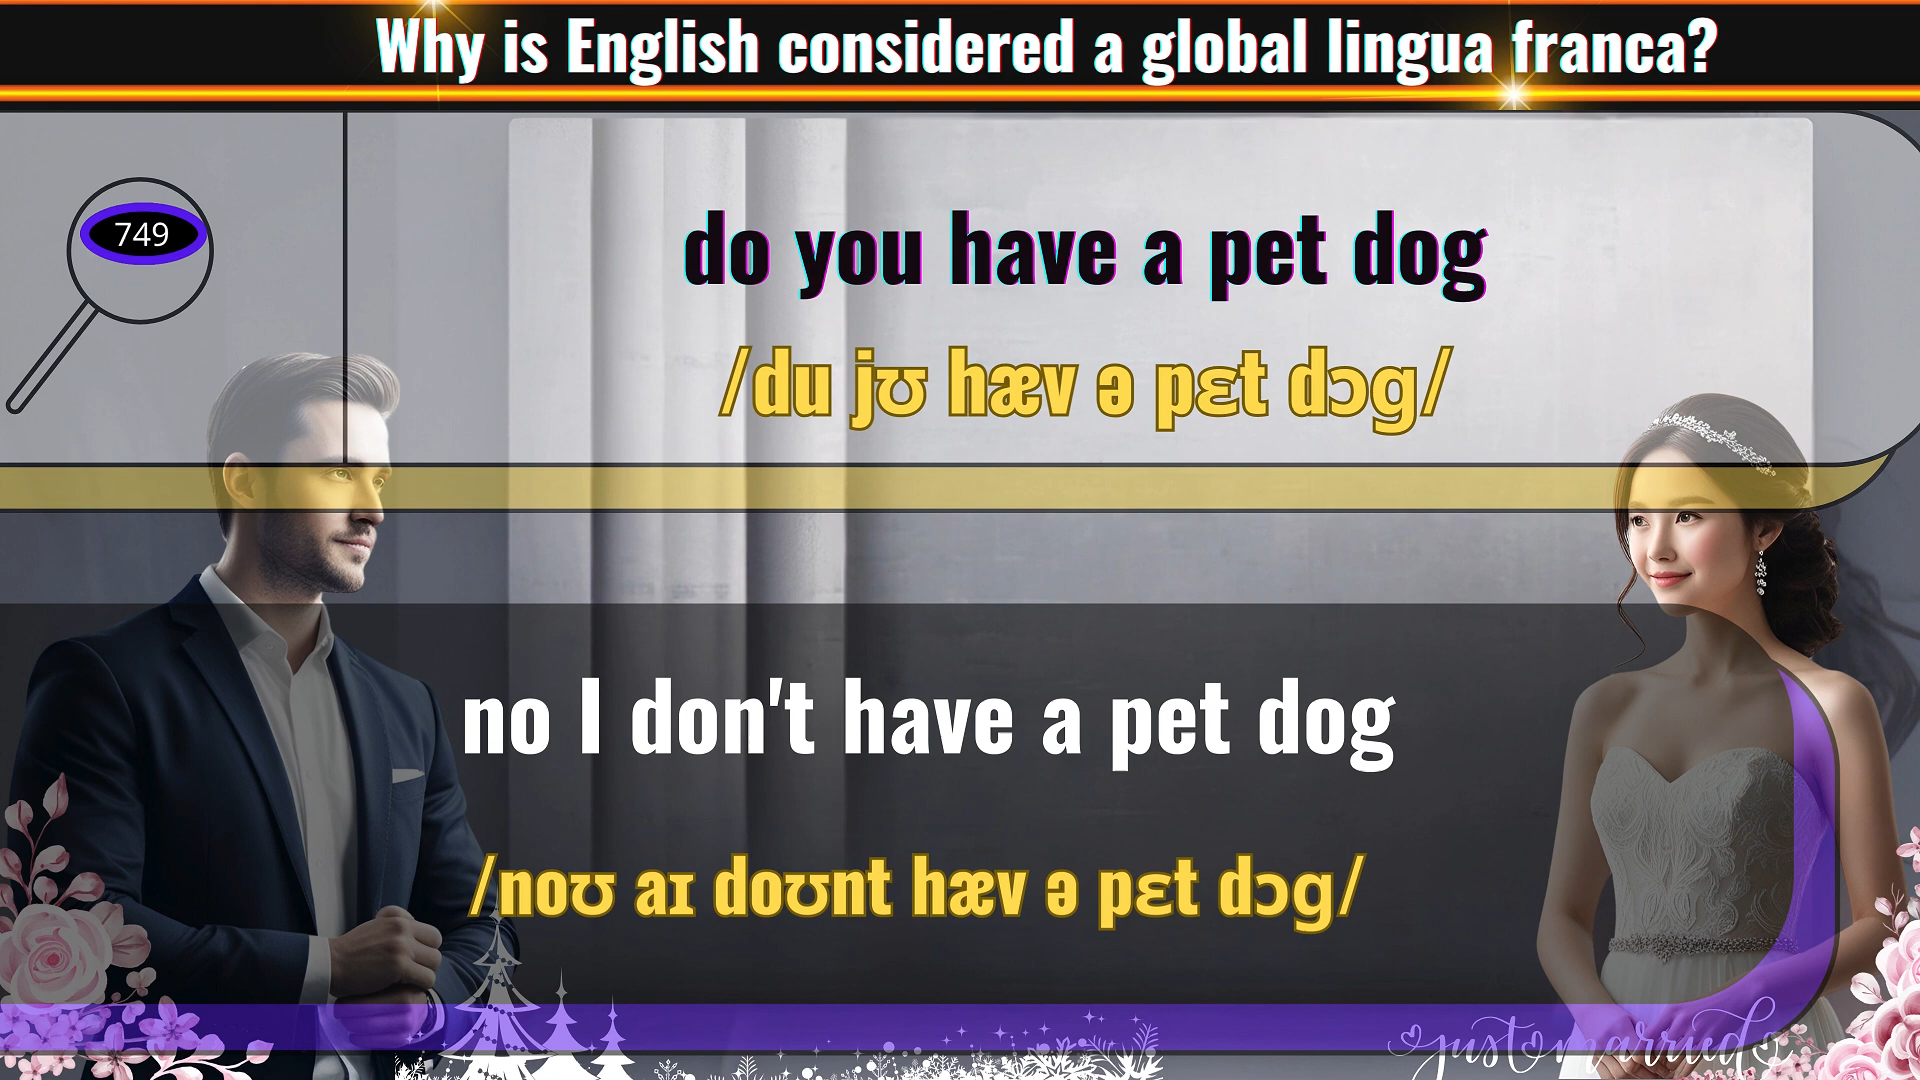 Why is English considered a global lingua franca?
749
do you have a pet dog
/du jʊ hæv ə pɛt dɔg/
no I don't have a pet dog
/noʊ aɪ doʊnt hæv ə pɛt dɔg/
just married